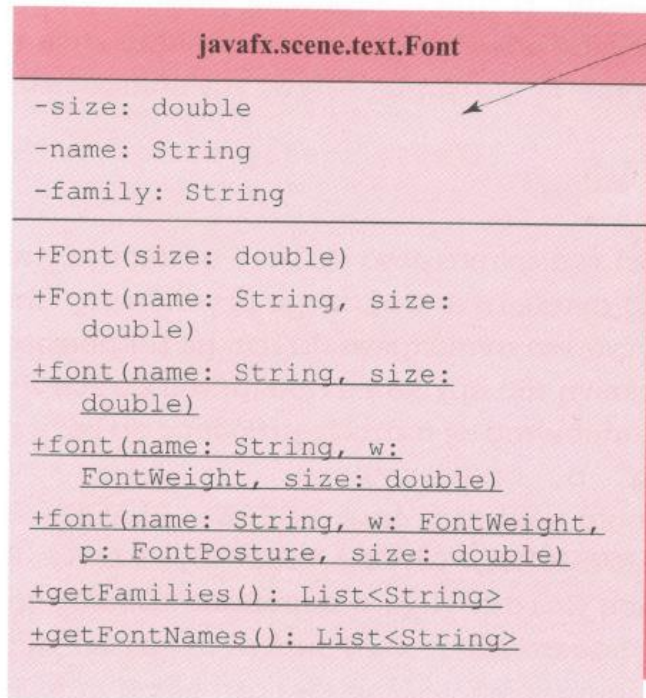 javafx.scene.text.Font
-size: double
-name: String
-family: String
+Font(size: double)
+Font(name: String, size:
double)
+font(name: String, size:
double)
+font(name: String, w:
FontWeight, size: double)
+font(name: String, w: FontWeight,
p: FontPosture, size: double)
+getFamilies(): List<String>
+getFontNames(): List<String>